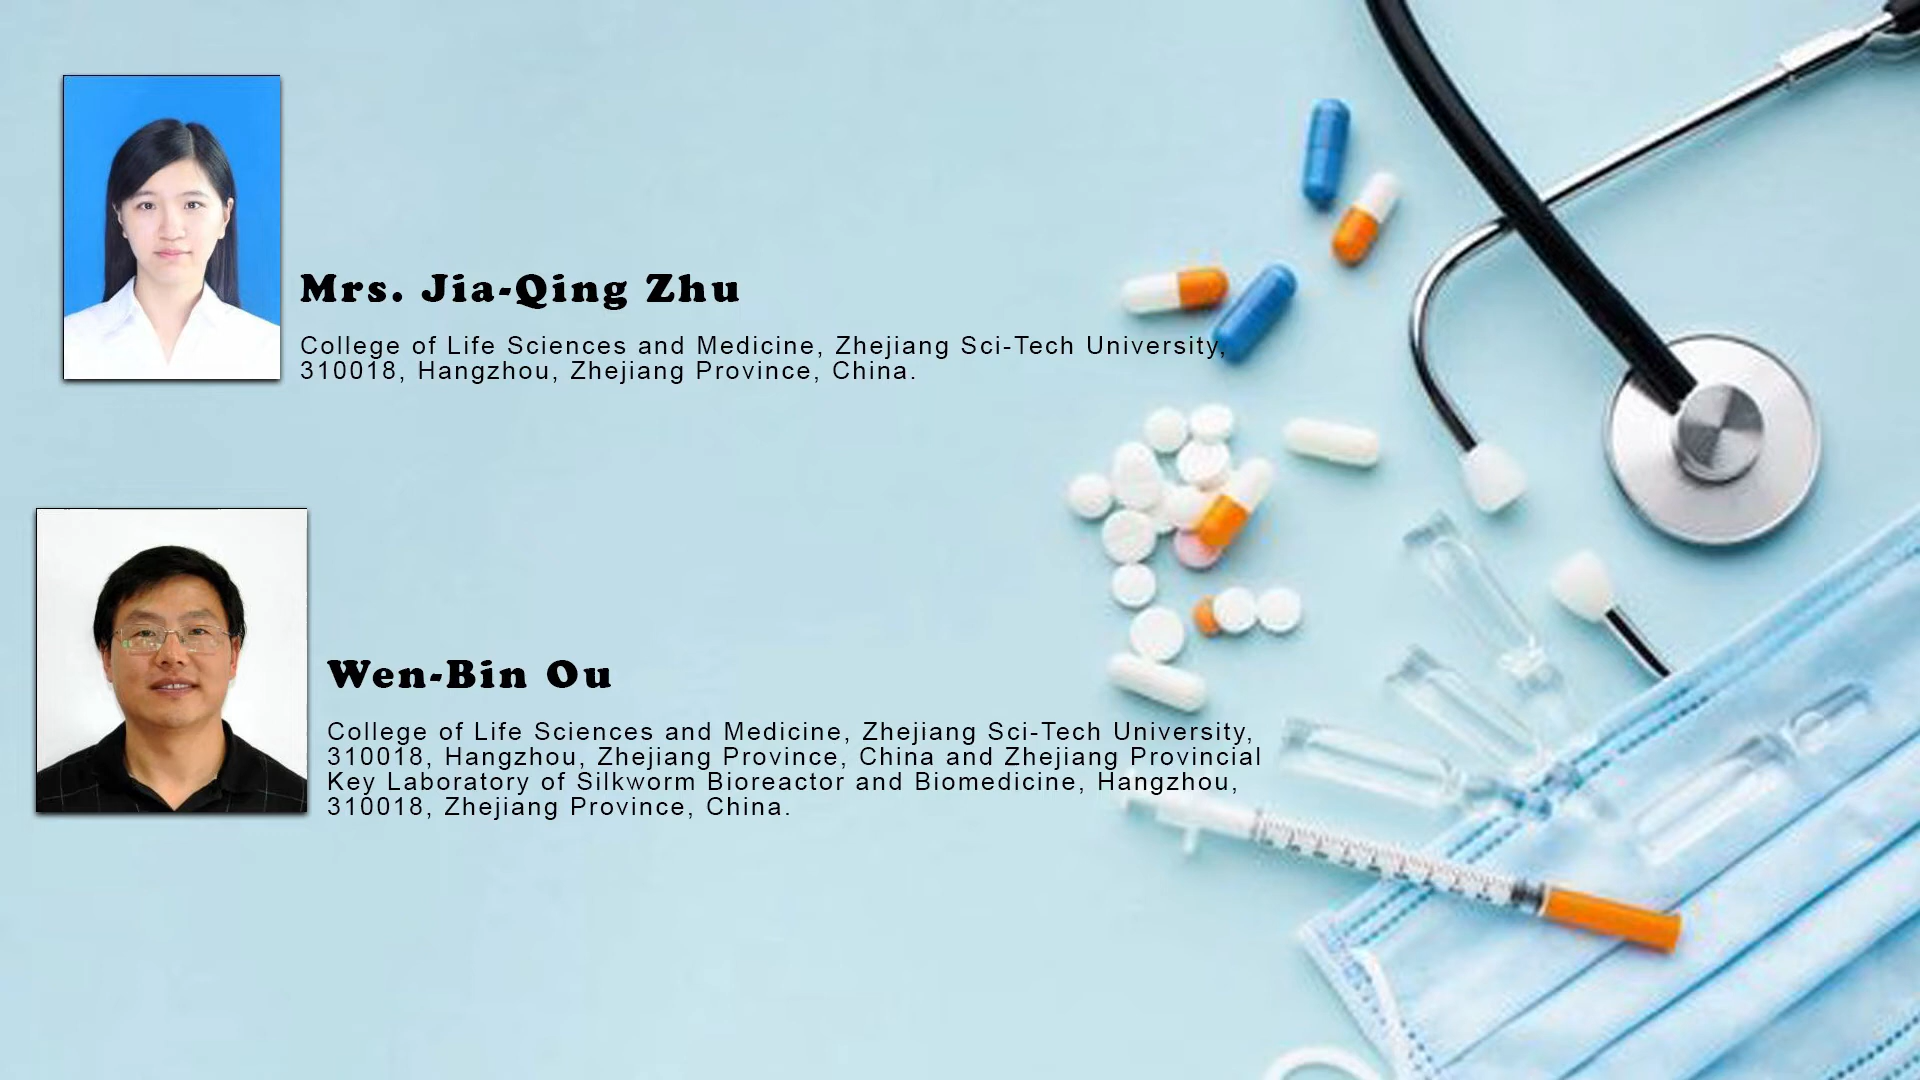 Mrs. Jia-Qing Zhu
College of Life Sciences and Medicine, Zhejiang Sci-Tech University,
310018, Hangzhou, Zhejiang Province, China.
Wen-Bin Ou
College of Life Sciences and Medicine, Zhejiang Sci-Tech University,
310018, Hangzhou, Zhejiang Province, China and Zhejiang Provincial
Key Laboratory of Silkworm Bioreactor and Biomedicine, Hangzhou,
310018, Zhejiang Province, China.